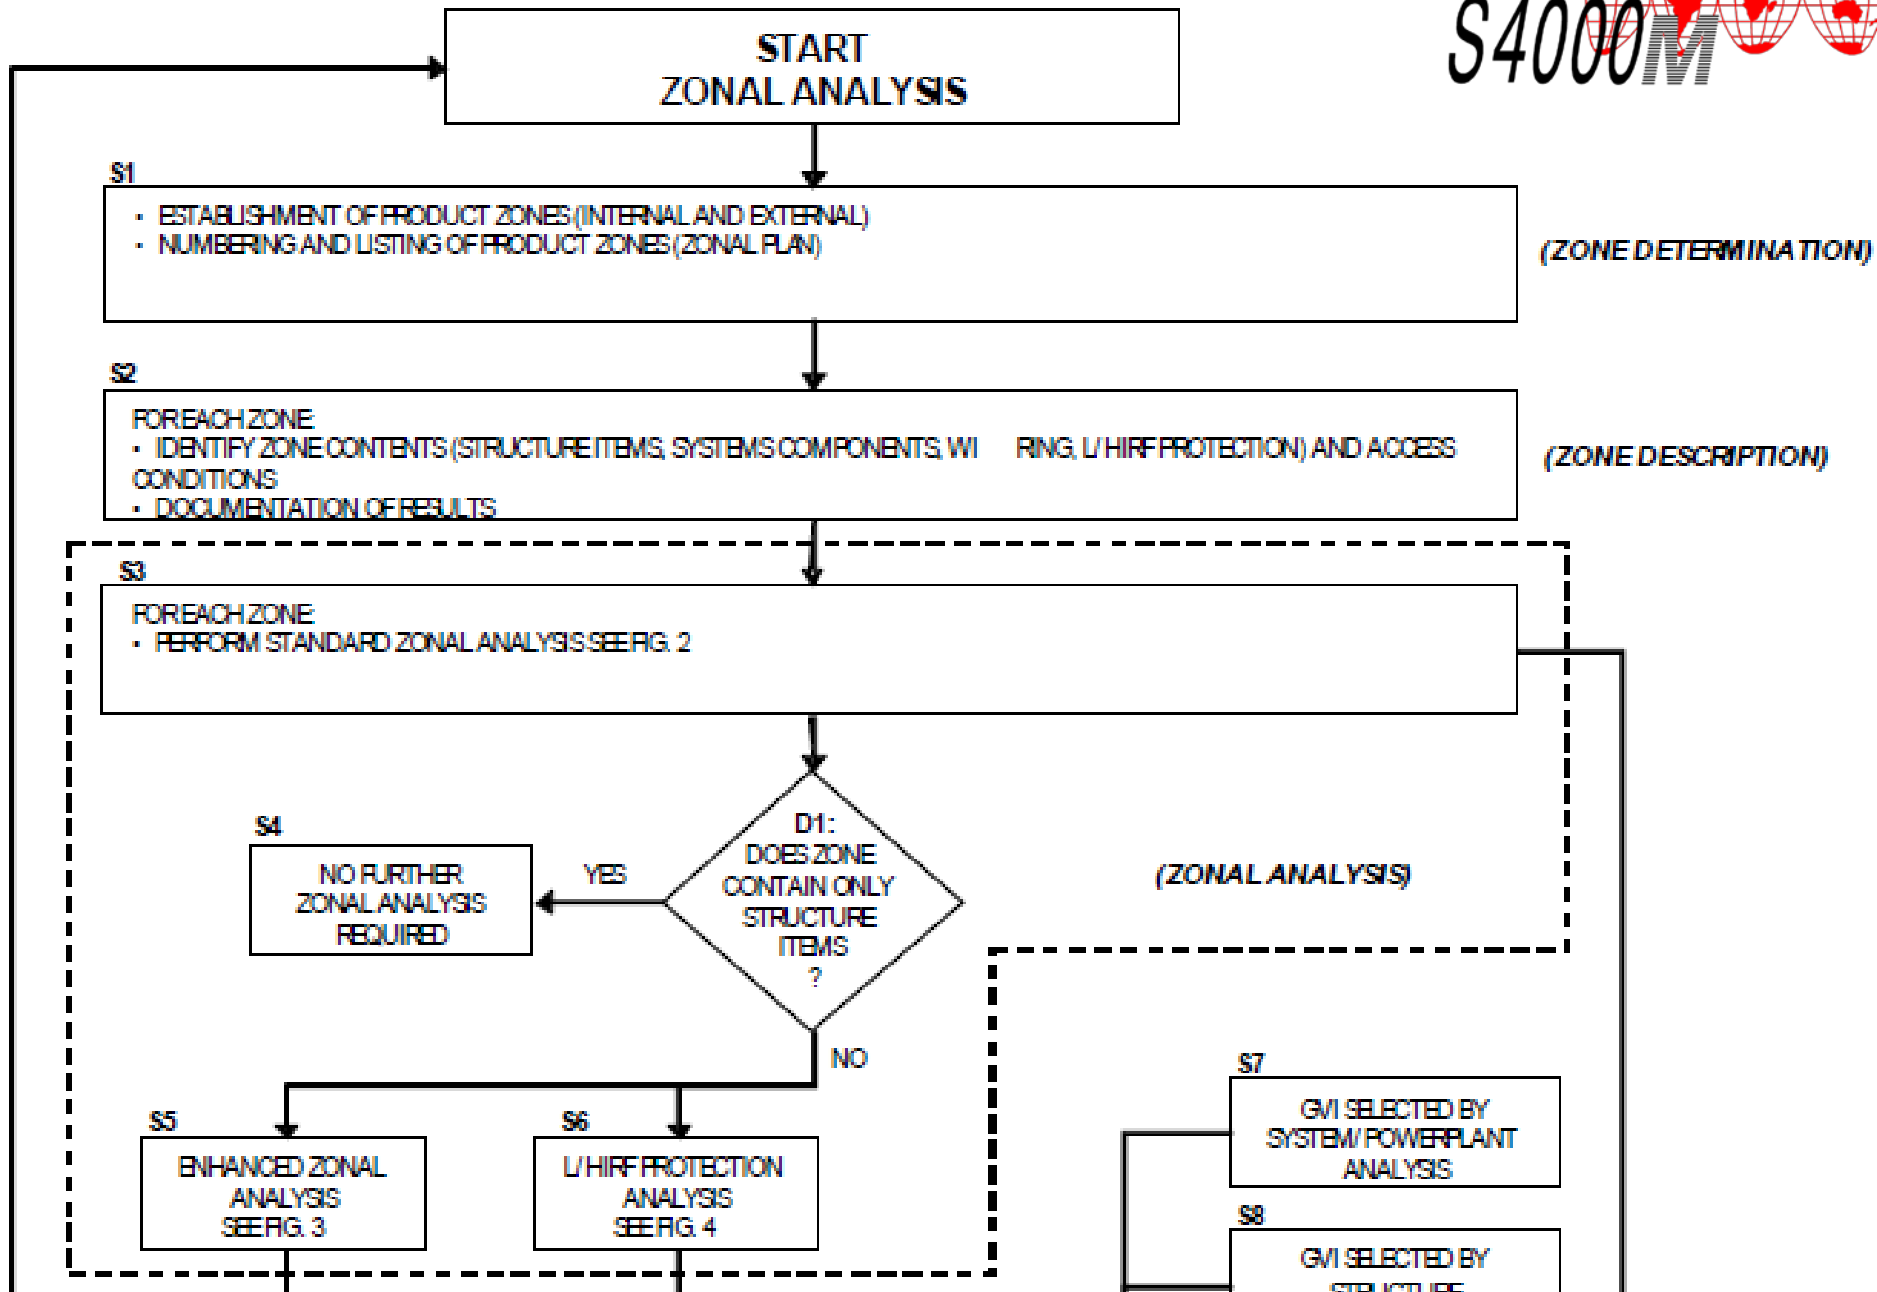 S4000M
START
ZONAL ANALYSIS
S1
• ESTABLISHMENT OF PRODUCT ZONES (INTERNAL AND EXTERNAL)
• NUMBERING AND LISTING OF PRODUCT ZONES (ZONAL PLAN)
(ZONE DETERMINATION)
S2
FOR EACH ZONE:
• IDENTIFY ZONE CONTENTS (STRUCTURE ITEMS, SYSTEMS COMPONENTS, WI RING, L/HIRF PROTECTION) AND ACCESS
CONDITIONS
• DOCUMENTATION OF RESULTS
(ZONE DESCRIPTION)
S3
FOR EACH ZONE:
• PERFORM STANDARD ZONAL ANALYSIS SEE FIG. 2
D1:
DOES ZONE
CONTAIN ONLY
STRUCTURE
ITEMS
?
YES
S4
NO FURTHER
ZONAL ANALYSIS
REQUIRED
(ZONAL ANALYSIS)
NO
S5
ENHANCED ZONAL
ANALYSIS
SEE FIG. 3
S6
L/HIRF PROTECTION
ANALYSIS
SEE FIG. 4
S7
GVI SELECTED BY
SYSTEM/POWERPLANT
ANALYSIS
S8
GVI SELECTED BY
STRUCTURE